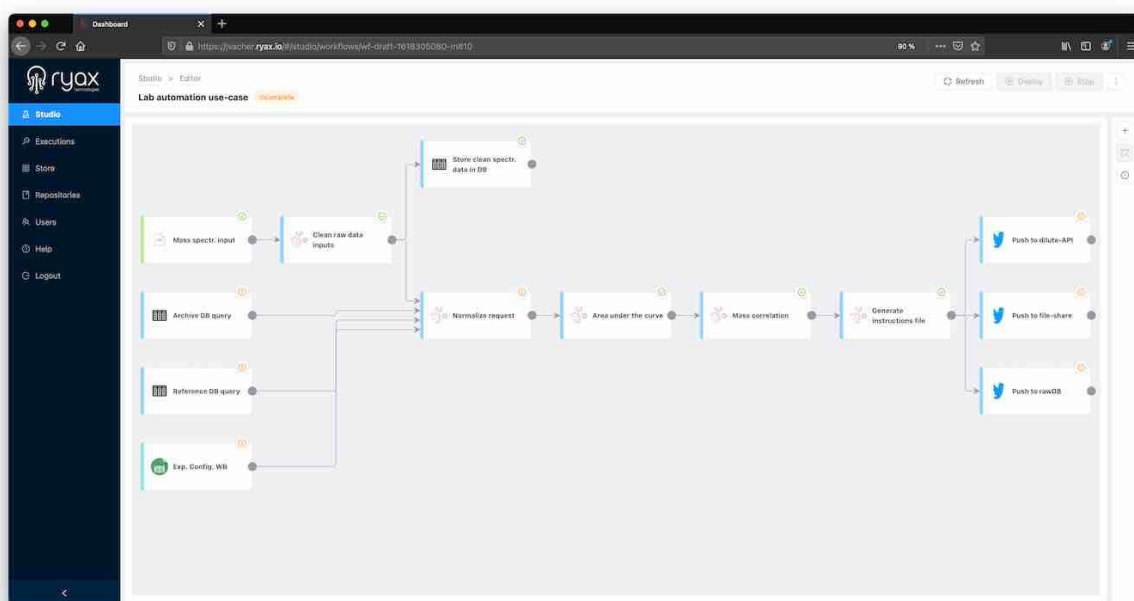 Dashboard
https://jvacher.ryax.io/#/studio/workflows/wf-draft-1618305080-m810
90 %
ryax
technologies
Studio > Editor
Lab automation use-case
Incomplete
Refresh
Deploy
Stop
Studio
Executions
Store
Repositories
Users
Help
Logout
Store clean spectr.
data in DB
Mass spectr. input
Clean raw data
inputs
Push to dilute-API
Archive DB query
Normalize request
Area under the curve
Mass correlation
Generate
instructions file
Push to file-share
Reference DB query
Push to rawDB
Exp. Config. WB